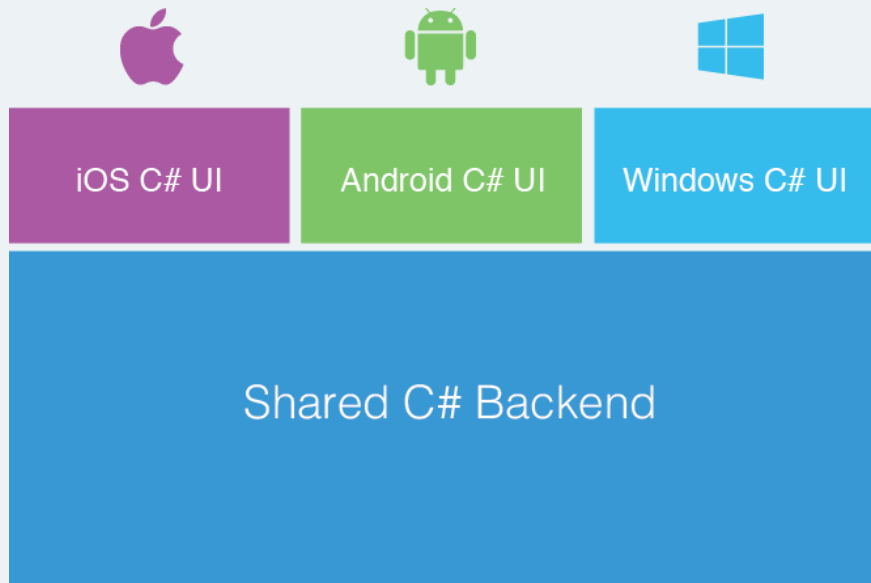 iOS C# UI
Android C# UI
Windows C# UI
Shared C# Backend